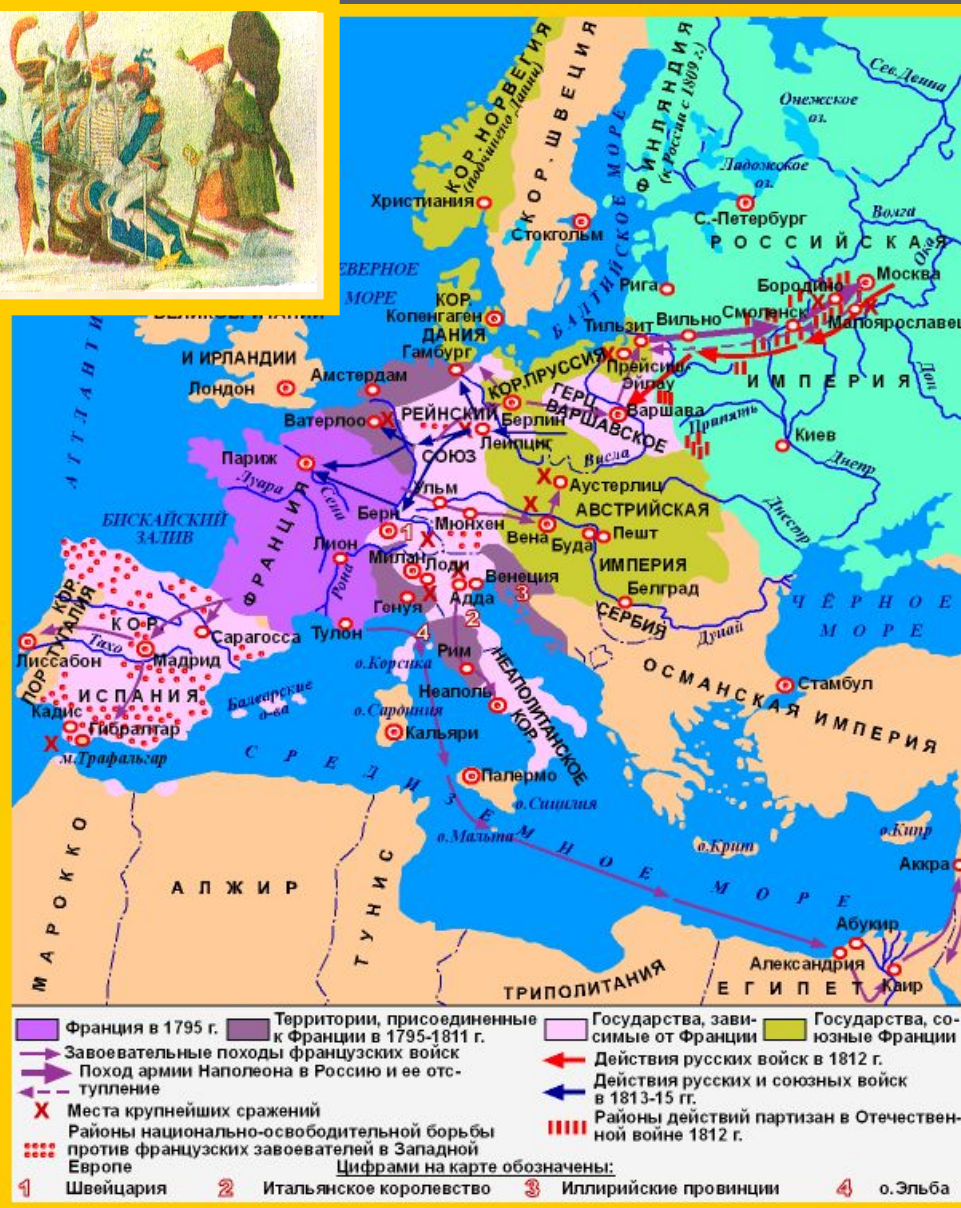 КОР. НОРВЕГИЯ
(подчинено Дании)
КОР. ШВЕЦИЯ
ФИНЛЯНДИЯ
(к России с 1809 г.)
Сев. Двина
Онежское
оз.
Ладожское
оз.
Христиания
Стокгольм
С.-Петербург
Волга
РОССИЙСКАЯ
Ока
БАЛТИЙСКОЕ МОРЕ
ЕВЕРНОЕ
МОРЕ
КОР.
Копенгаген
ДАНИЯ
Рига
Москва
Бородино
Смоленск
Малоярославец
Вильно
Тильзит
ВЕЛИКОБРИТАНИИ
И ИРЛАНДИИ
Лондон
Амстердам
Гамбург
КОР. ПРУССИЯ
Прейсиш-
Эйлау
ИМПЕРИЯ
Дон
ГЕРЦ.
ВАРШАВСКОЕ
Варшава
Припять
Киев
Днепр
Ватерлоо
РЕЙНСКИЙ
СОЮЗ
Берлин
Лейпциг
Висла
АТЛАНТИ
Париж
Луара
Сена
Ульм
Аустерлиц
АВСТРИЙСКАЯ
ИМПЕРИЯ
Днестр
БИСКАЙСКИЙ
ЗАЛИВ
ФРАНЦИЯ
Берн
1
Мюнхен
Вена
Буда
Пешт
Лион
Рона
Милан
Лоди
Венеция
3
Адда
2
Генуя
Белград
СЕРБИЯ
Дунай
ЧЁРНОЕ
МОРЕ
КОР.
ПОРТУГАЛИЯ
КОР.
ИСПАНИЯ
Тахо
Лиссабон
Мадрид
Сарагосса
Тулон
4
о.Корсика
Рим
НЕАПОЛИТАНСКОЕ
КОР.
Неаполь
ОСМАНСКАЯ ИМПЕРИЯ
Стамбул
Балеарские
о-ва
о.Сардиния
Кальяри
Кадис
Гибралтар
м.Трафальгар
СРЕДИЗЕМНОЕ МОРЕ
Палермо
о.Сицилия
о.Мальта
о.Крит
о.Кипр
Аккра
МАРОККО
АЛЖИР
ТУНИС
Абукир
Александрия
Каир
ТРИПОЛИТАНИЯ
ЕГИПЕТ
Франция в 1795 г.
Территории, присоединенные
к Франции в 1795-1811 г.
Государства, зави-
симые от Франции
Государства, со-
юзные Франции
Завоевательные походы французских войск
Поход армии Наполеона в Россию и ее отс-
тупление
Места крупнейших сражений
Районы национально-освободительной борьбы
против французских завоевателей в Западной
Европе
Действия русских войск в 1812 г.
Действия русских и союзных войск
в 1813-15 гг.
Районы действий партизан в Отечествен-
ной войне 1812 г.
Цифрами на карте обозначены:
1 Швейцария 2 Итальянское королевство 3 Иллирийские провинции 4 о.Эльба